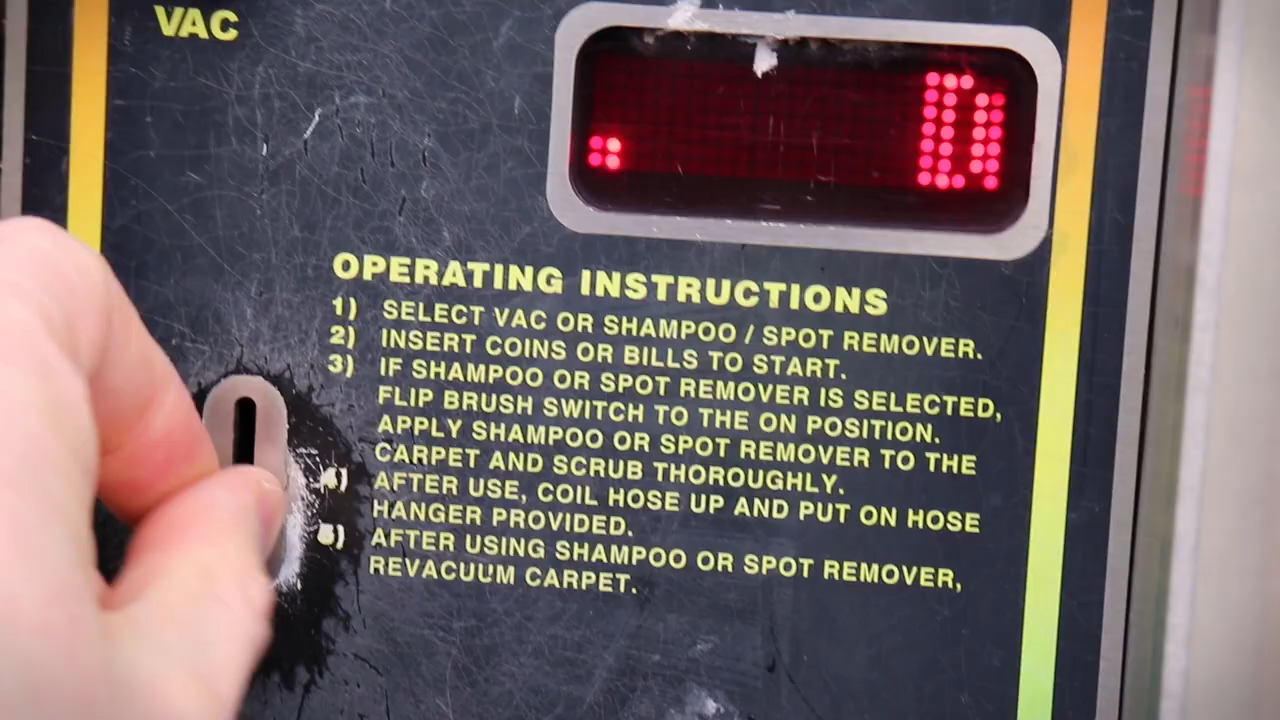 VAC
OPERATING INSTRUCTIONS
1) SELECT VAC OR SHAMPOO / SPOT REMOVER.
2) INSERT COINS OR BILLS TO START.
3) IF SHAMPOO OR SPOT REMOVER IS SELECTED,
FLIP BRUSH SWITCH TO THE ON POSITION.
APPLY SHAMPOO OR SPOT REMOVER TO THE
CARPET AND SCRUB THOROUGHLY.
4) AFTER USE, COIL HOSE UP AND PUT ON HOSE
HANGER PROVIDED.
5) AFTER USING SHAMPOO OR SPOT REMOVER,
REVACUUM CARPET.